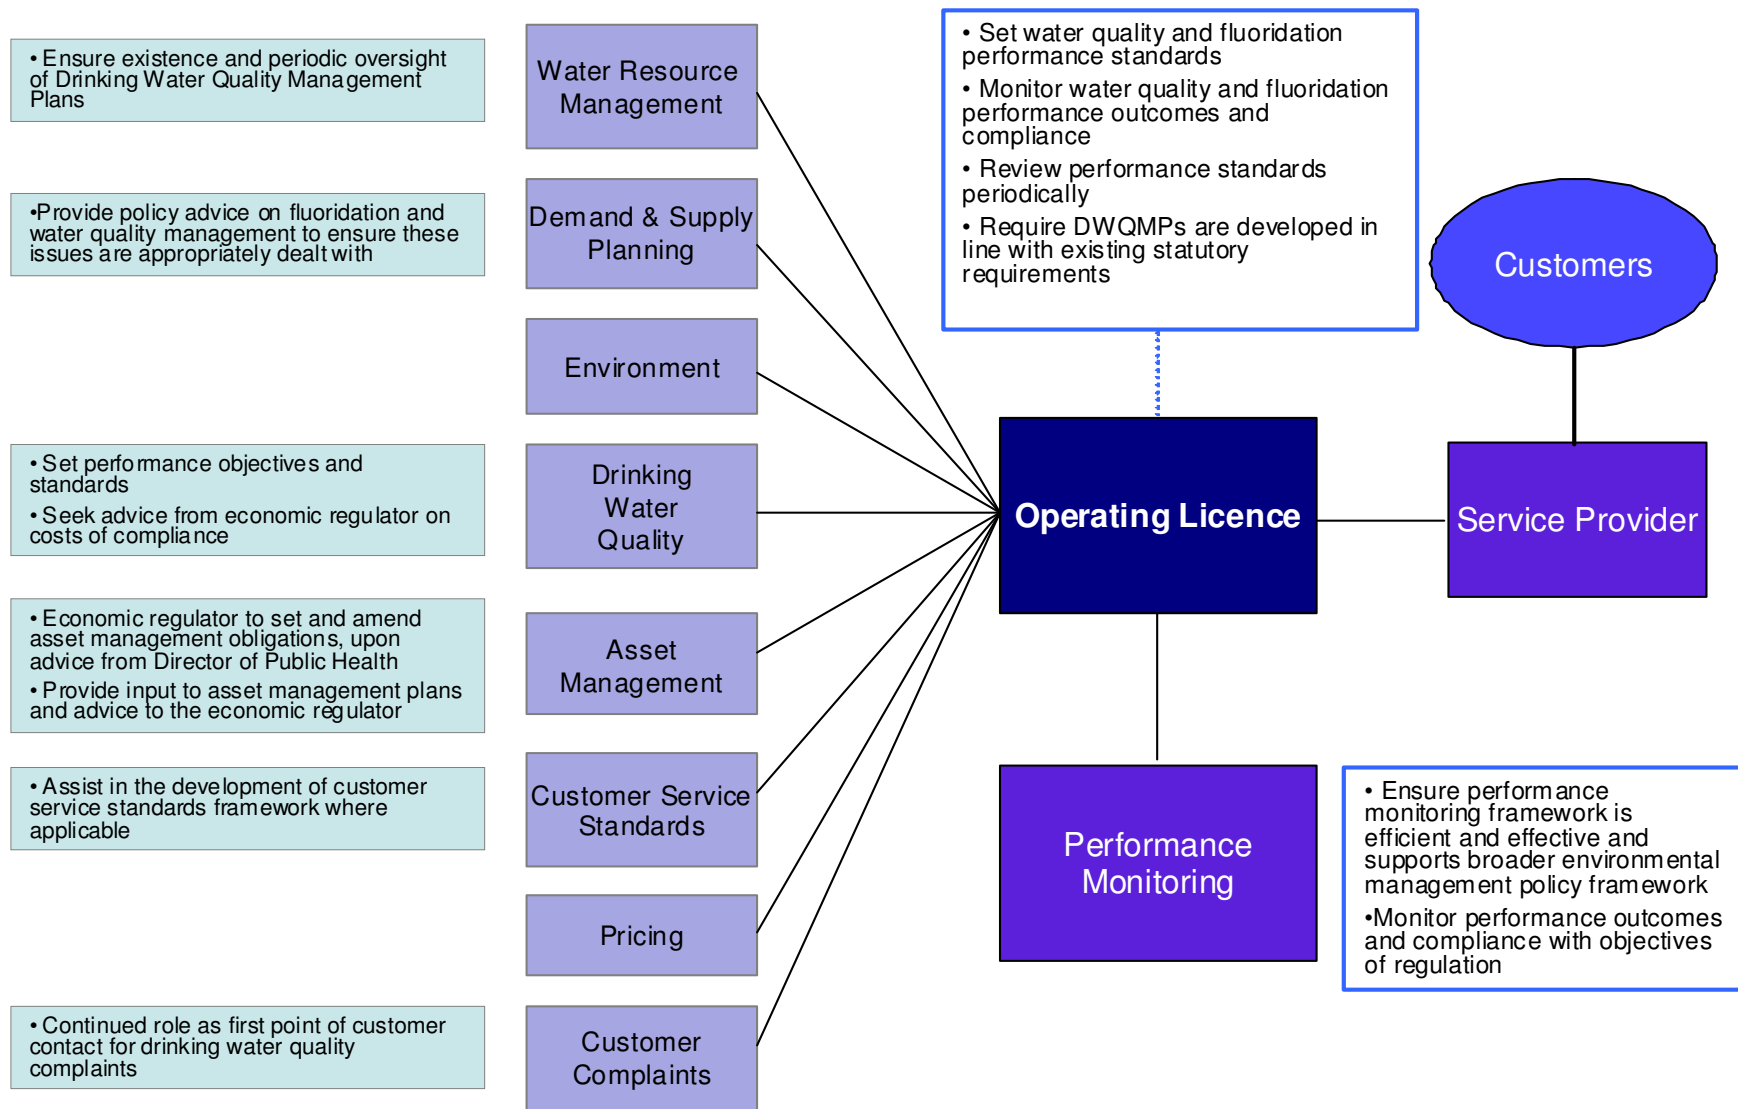 • Ensure existence and periodic oversight
of Drinking Water Quality Management
Plans
Water Resource
Management
•Provide policy advice on fluoridation and
water quality management to ensure these
issues are appropriately dealt with
Demand & Supply
Planning
Environment
• Set performance objectives and
standards
• Seek advice from economic regulator on
costs of compliance
Drinking
Water
Quality
• Economic regulator to set and amend
asset management obligations, upon
advice from Director of Public Health
• Provide input to asset management plans
and advice to the economic regulator
Asset
Management
• Assist in the development of customer
service standards framework where
applicable
Customer Service
Standards
Pricing
• Continued role as first point of customer
contact for drinking water quality
complaints
Customer
Complaints
• Set water quality and fluoridation
performance standards
• Monitor water quality and fluoridation
performance outcomes and
compliance
• Review performance standards
periodically
• Require DWQMPs are developed in
line with existing statutory
requirements
Customers
Operating Licence
Service Provider
Performance
Monitoring
• Ensure performance
monitoring framework is
efficient and effective and
supports broader environmental
management policy framework
•Monitor performance outcomes
and compliance with objectives
of regulation